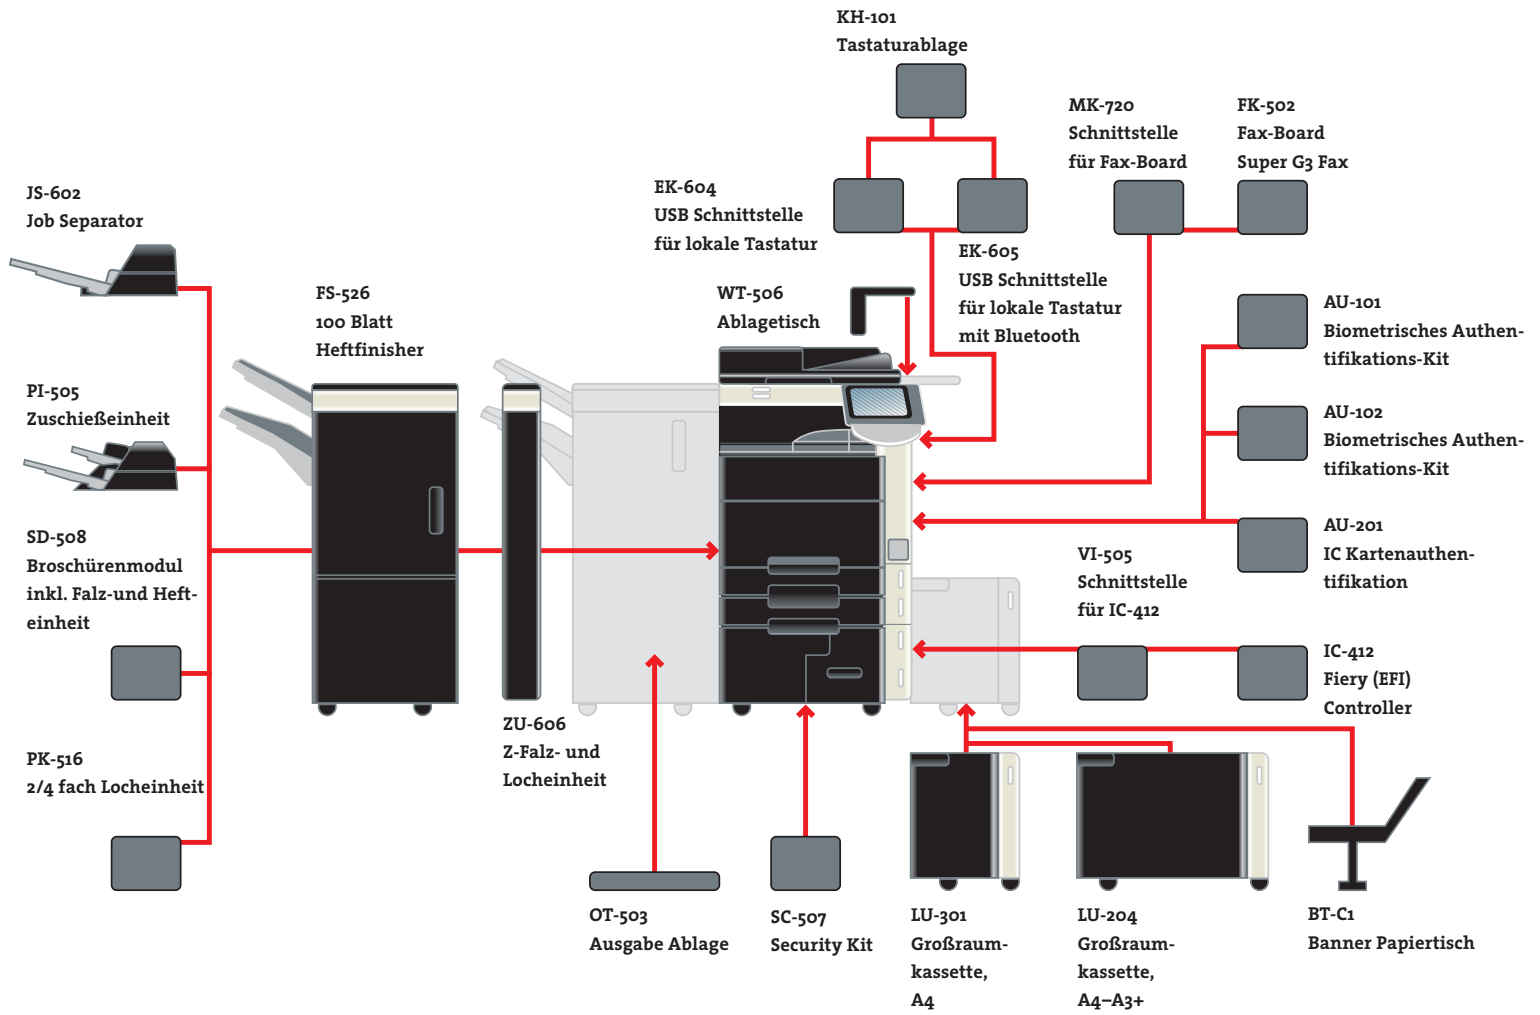 KH-101
Tastaturablage
MK-720
Schnittstelle
für Fax-Board
FK-502
Fax-Board
Super G3 Fax
JS-602
Job Separator
EK-604
USB Schnittstelle
für lokale Tastatur
EK-605
USB Schnittstelle
für lokale Tastatur
mit Bluetooth
FS-526
100 Blatt
Heftfinisher
WT-506
Ablagetisch
AU-101
Biometrisches Authen-
tifikations-Kit
PI-505
Zuschießeinheit
AU-102
Biometrisches Authen-
tifikations-Kit
SD-508
Broschürenmodul
inkl. Falz-und Heft-
einheit
AU-201
IC Kartenauthen-
tifikation
VI-505
Schnittstelle
für IC-412
IC-412
Fiery (EFI)
Controller
ZU-606
Z-Falz- und
Locheinheit
PK-516
2/4 fach Locheinheit
OT-503
Ausgabe Ablage
SC-507
Security Kit
LU-301
Großraum-
kassette,
A4
LU-204
Großraum-
kassette,
A4–A3+
BT-C1
Banner Papiertisch